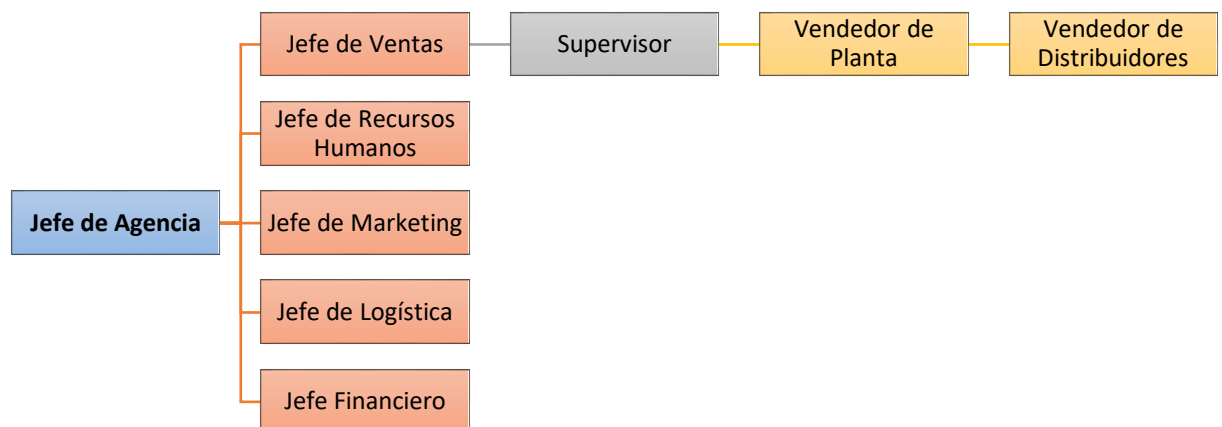 Jefe de Ventas
Supervisor
Vendedor de
Planta
Vendedor de
Distribuidores
Jefe de Recursos
Humanos
Jefe de Agencia
Jefe de Marketing
Jefe de Logística
Jefe Financiero